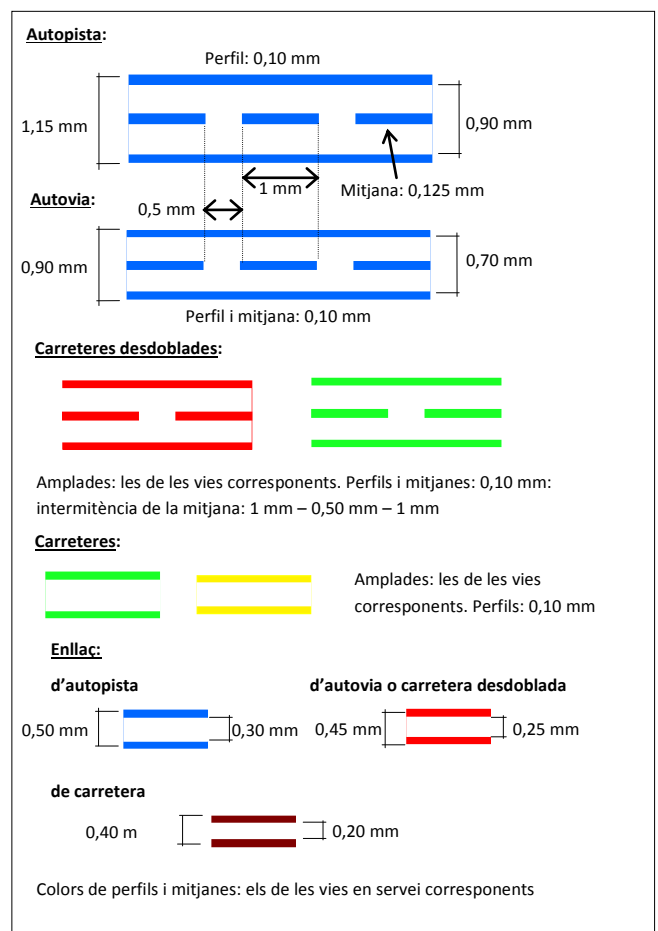 Autopista:
Perfil: 0,10 mm
1,15 mm
0,90 mm
Mitjana: 0,125 mm
1 mm
Autovia:
0,5 mm
0,90 mm
0,70 mm
Perfil i mitjana: 0,10 mm
Carreteres desdoblades:
Amplades: les de les vies corresponents. Perfils i mitjanes: 0,10 mm:
intermitència de la mitjana: 1 mm – 0,50 mm – 1 mm
Carreteres:
Amplades: les de les vies
corresponents. Perfils: 0,10 mm
Enllaç:
d'autopista
d'autovia o carretera desdoblada
0,50 mm
0,30 mm
0,45 mm
0,25 mm
de carretera
0,40 m
0,20 mm
Colors de perfils i mitjanes: els de les vies en servei corresponents